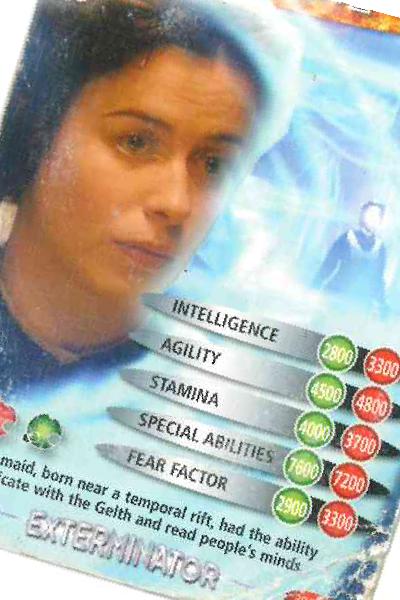 INTELLIGENCE 2800 3300
AGILITY 4500 4800
STAMINA 4000 3700
SPECIAL ABILITIES 7600 7200
FEAR FACTOR 2900 3300
maid, born near a temporal rift, had the ability
cate with the Gelth and read people's minds
EXTERMINATOR